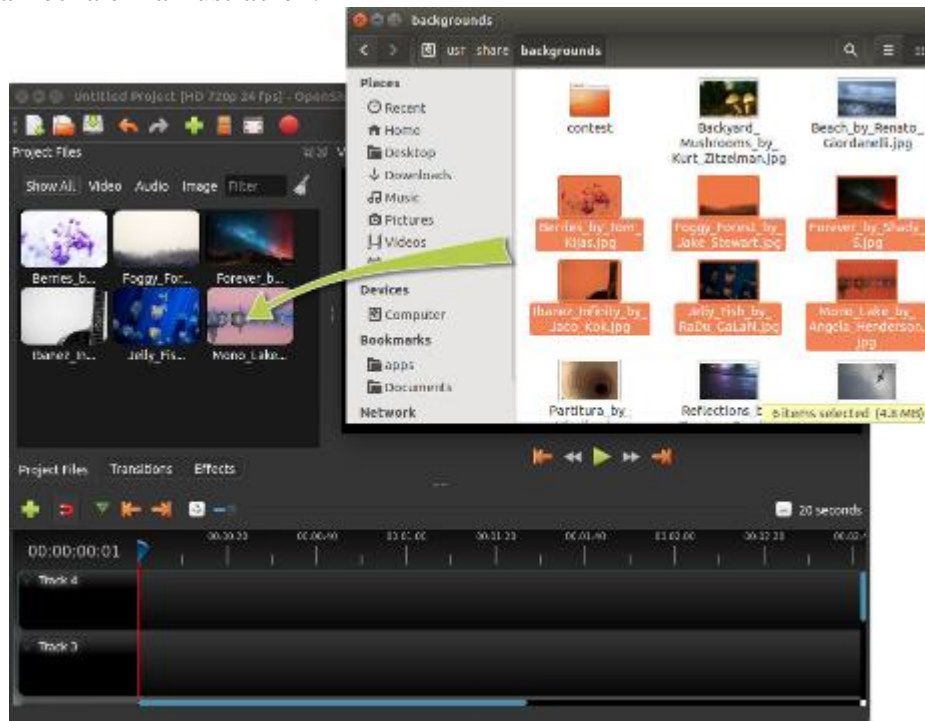 backgrounds
usr share backgrounds
Untitled Project [HD 720p 24 fps] - OpenS
Project Files
Show All Video Audio Image Filter
Berries_b...
Foggy_For...
Forever_b...
Ibanez_In...
Jelly_Fis...
Mono_Lake...
Places
Recent
Home
Desktop
Downloads
Music
Pictures
Videos
Devices
Computer
Bookmarks
apps
Documents
Network
contest
Backyard_
Mushrooms_by_
Kurt_Zitzelman.jpg
Beach_by_Renato_
Giordanelli.jpg
Berries_by_Tom_
Kijas.jpg
Foggy_Forest_by_
Jake_Stewart.jpg
Forever_by_Shady_
S.jpg
Ibanez_Infinity_by_
Jaco_Kok.jpg
Jelly_Fish_by_
RaDu_GaLaN.jpg
Mono_Lake_by_
Angela_Henderson.
jpg
Partitura_by_
Reflections_b
6 items selected (4.8 MB)
Project Files Transitions Effects
20 seconds
00:00:00:01
Track 4
Track 3